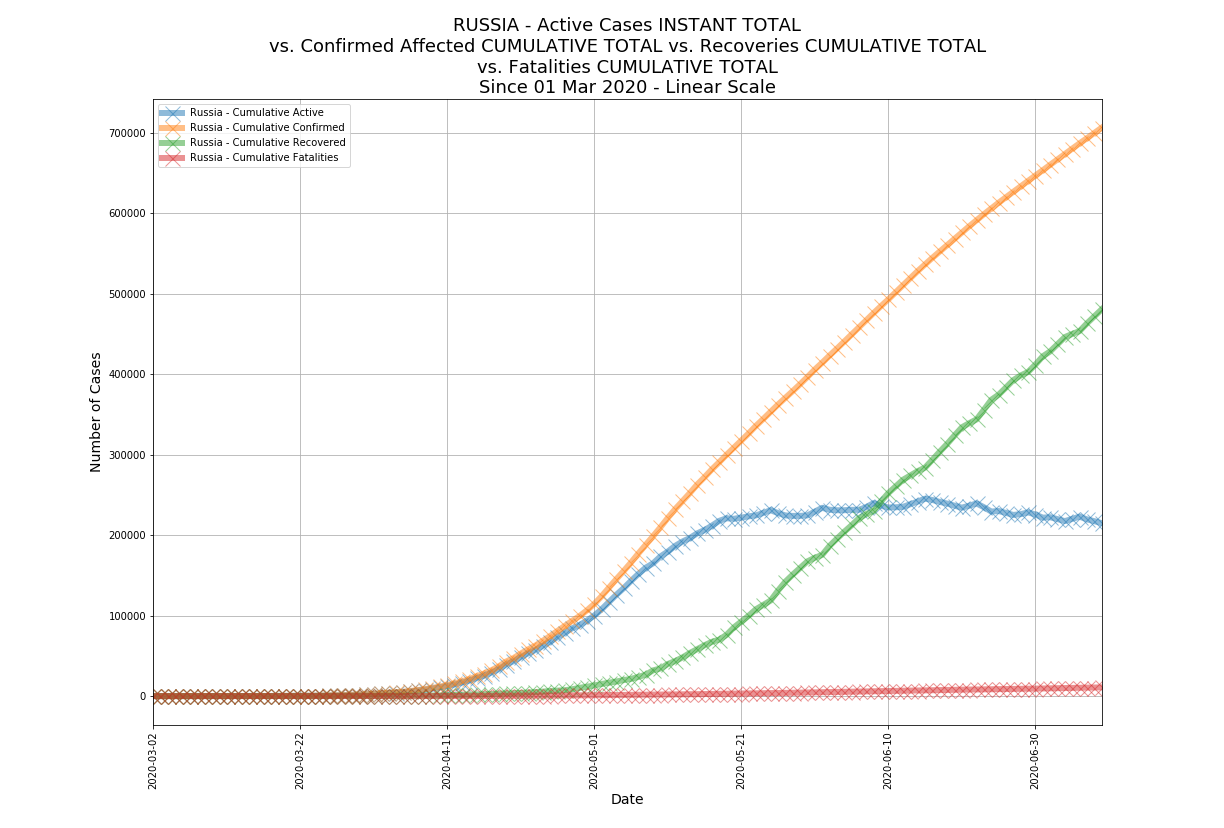 RUSSIA - Active Cases INSTANT TOTAL
vs. Confirmed Affected CUMULATIVE TOTAL vs. Recoveries CUMULATIVE TOTAL
vs. Fatalities CUMULATIVE TOTAL
Since 01 Mar 2020 - Linear Scale
Russia - Cumulative Active
Russia - Cumulative Confirmed
Russia - Cumulative Recovered
Russia - Cumulative Fatalities
Number of Cases
700000
600000
500000
400000
300000
200000
100000
0
2020-03-02
2020-03-22
2020-04-11
2020-05-01
2020-05-21
2020-06-10
2020-06-30
Date